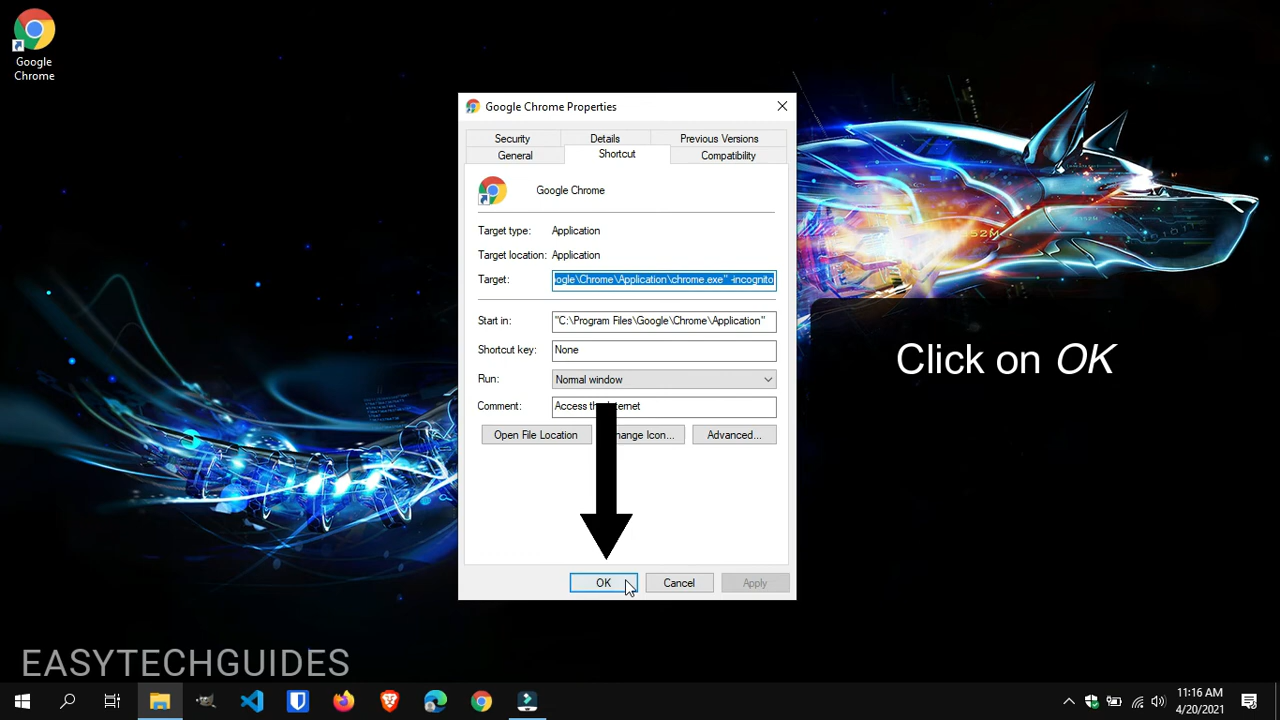 Google
Chrome
Google Chrome Properties
Security Details Previous Versions
General Shortcut Compatibility
Google Chrome
Target type: Application
Target location: Application
Target: ogle\Chrome\Application\chrome.exe" -incognito
Start in: "C:\Program Files\Google\Chrome\Application"
Shortcut key: None
Run: Normal window
Comment: Access
Open File Location Icon... Advanced...
OK Cancel Apply
Click on OK
EASYTECHGUIDES
11:16 AM
4/20/2021